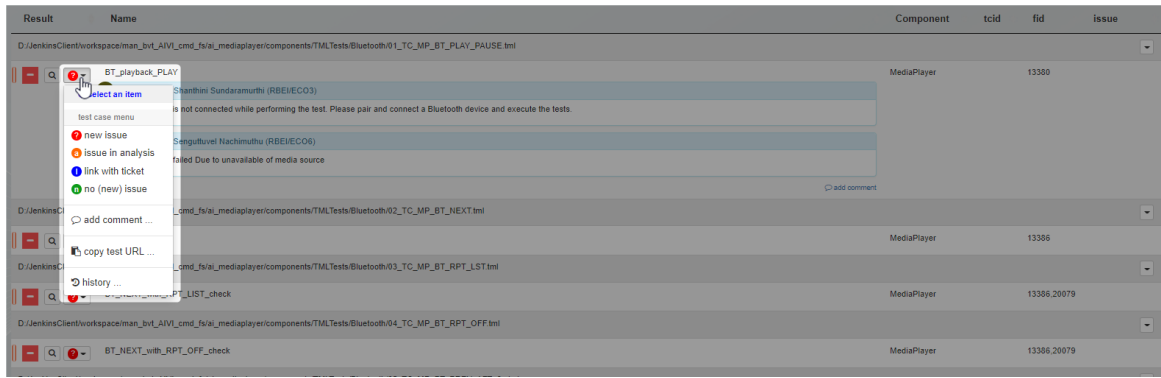 Result Name Component tcid fid issue
D:/JenkinsClient/workspace/man_bvt_AIVI_cmd_fs/ai_mediaplayer/components/TMLTests/Bluetooth/01_TC_MP_BT_PLAY_PAUSE.tml
? BT_playback_PLAY MediaPlayer 13380
Select an item
Shanthini Sundaramurthi (RBEI/ECO3)
is not connected while performing the test. Please pair and connect a Bluetooth device and execute the tests.
test case menu
? new issue
Senguttuvel Nachimuthu (RBEI/ECO6)
a issue in analysis
failed Due to unavailable of media source
l link with ticket
n no (new) issue
add comment
D:/JenkinsCl
_cmd_fs/ai_mediaplayer/components/TMLTests/Bluetooth/02_TC_MP_BT_NEXT.tml
add comment ...
MediaPlayer 13386
copy test URL ...
D:/JenkinsCl
_cmd_fs/ai_mediaplayer/components/TMLTests/Bluetooth/03_TC_MP_BT_RPT_LST.tml
history ...
BT_NEXT_with_RPT_LIST_check MediaPlayer 13386,20079
D:/JenkinsClient/workspace/man_bvt_AIVI_cmd_fs/ai_mediaplayer/components/TMLTests/Bluetooth/04_TC_MP_BT_RPT_OFF.tml
? BT_NEXT_with_RPT_OFF_check MediaPlayer 13386,20079